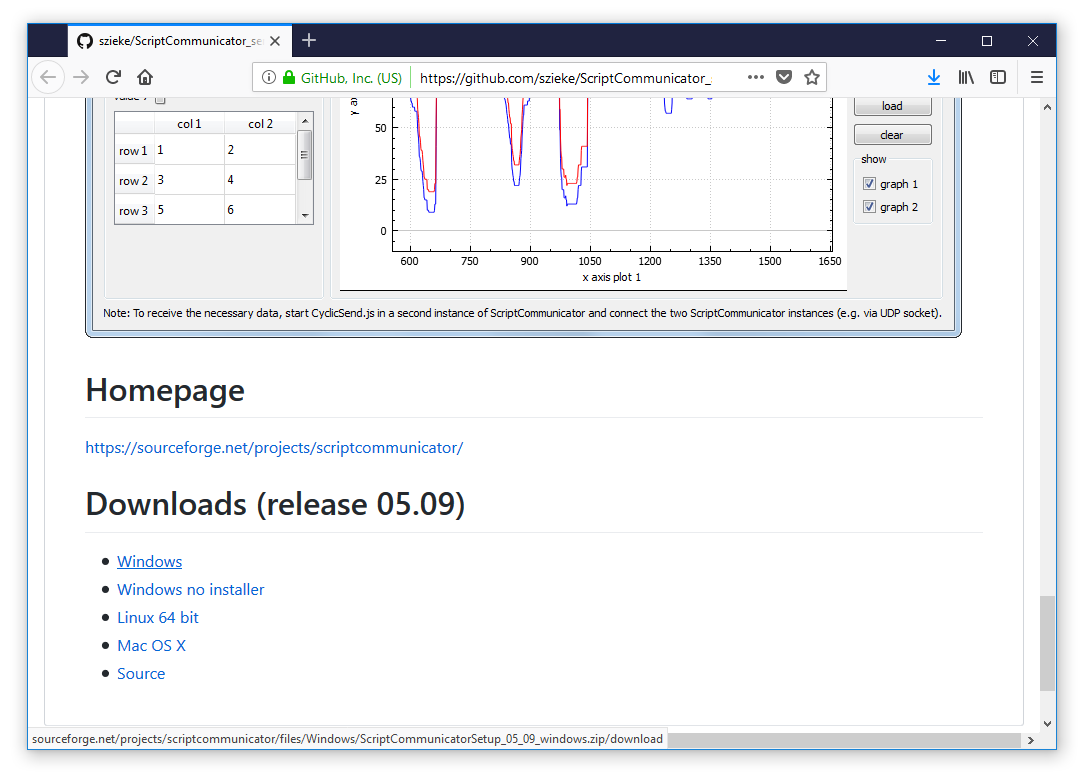 szieke/ScriptCommunicator_se
GitHub, Inc. (US)
https://github.com/szieke/ScriptCommunicator_
load
col 1 col 2
50
clear
row 1 1 2
show
25
row 2 3 4
graph 1
row 3 5 6
graph 2
0
600 750 900 1050 1200 1350 1500 1650
x axis plot 1
Note: To receive the necessary data, start CyclicSend.js in a second instance of ScriptCommunicator and connect the two ScriptCommunicator instances (e.g. via UDP socket).
Homepage
https://sourceforge.net/projects/scriptcommunicator/
Downloads (release 05.09)
Windows
Windows no installer
Linux 64 bit
Mac OS X
Source
sourceforge.net/projects/scriptcommunicator/files/Windows/ScriptCommunicatorSetup_05_09_windows.zip/download